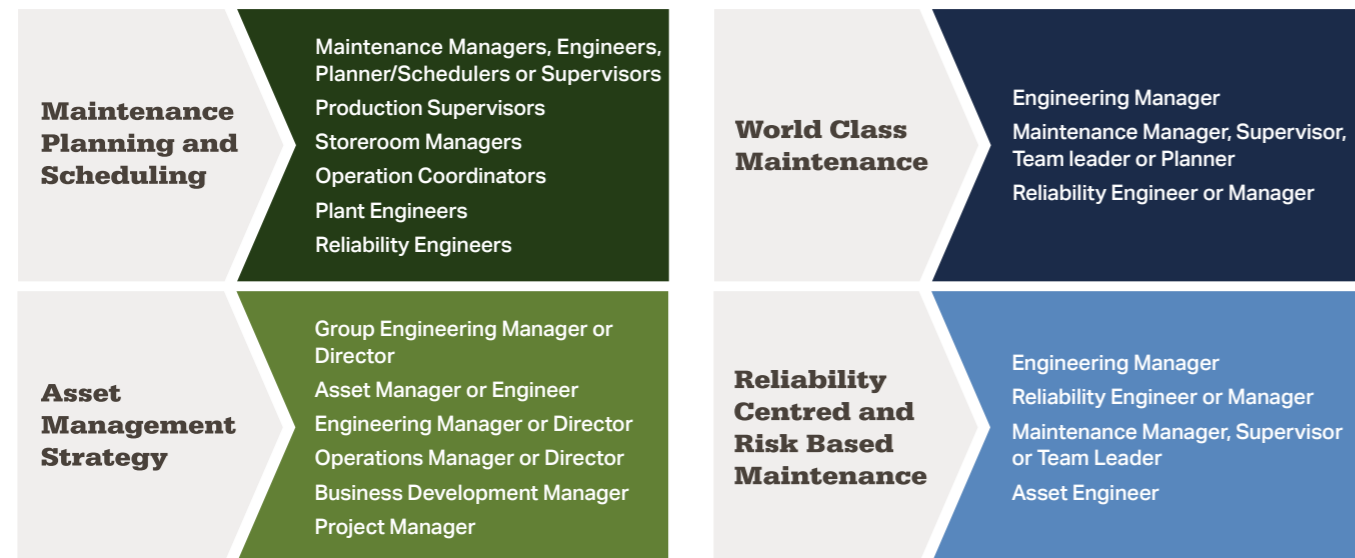 Maintenance
Planning and
Scheduling
Maintenance Managers, Engineers,
Planner/Schedulers or Supervisors
Production Supervisors
Storeroom Managers
Operation Coordinators
Plant Engineers
Reliability Engineers
World Class
Maintenance
Engineering Manager
Maintenance Manager, Supervisor,
Team leader or Planner
Reliability Engineer or Manager
Asset
Management
Strategy
Group Engineering Manager or
Director
Asset Manager or Engineer
Engineering Manager or Director
Operations Manager or Director
Business Development Manager
Project Manager
Reliability
Centred and
Risk Based
Maintenance
Engineering Manager
Reliability Engineer or Manager
Maintenance Manager, Supervisor
or Team Leader
Asset Engineer